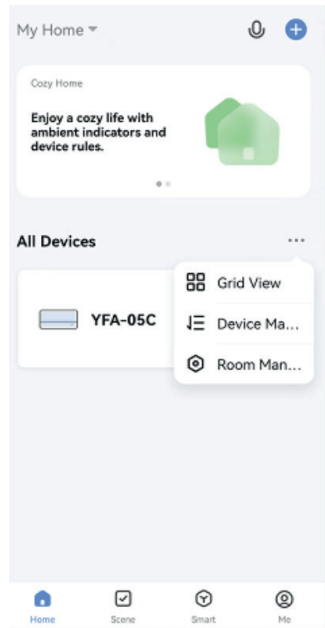 My Home
Cozy Home
Enjoy a cozy life with
ambient indicators and
device rules.
All Devices
Grid View
YFA-05C
Device Ma...
Room Man...
Home
Scene
Smart
Me